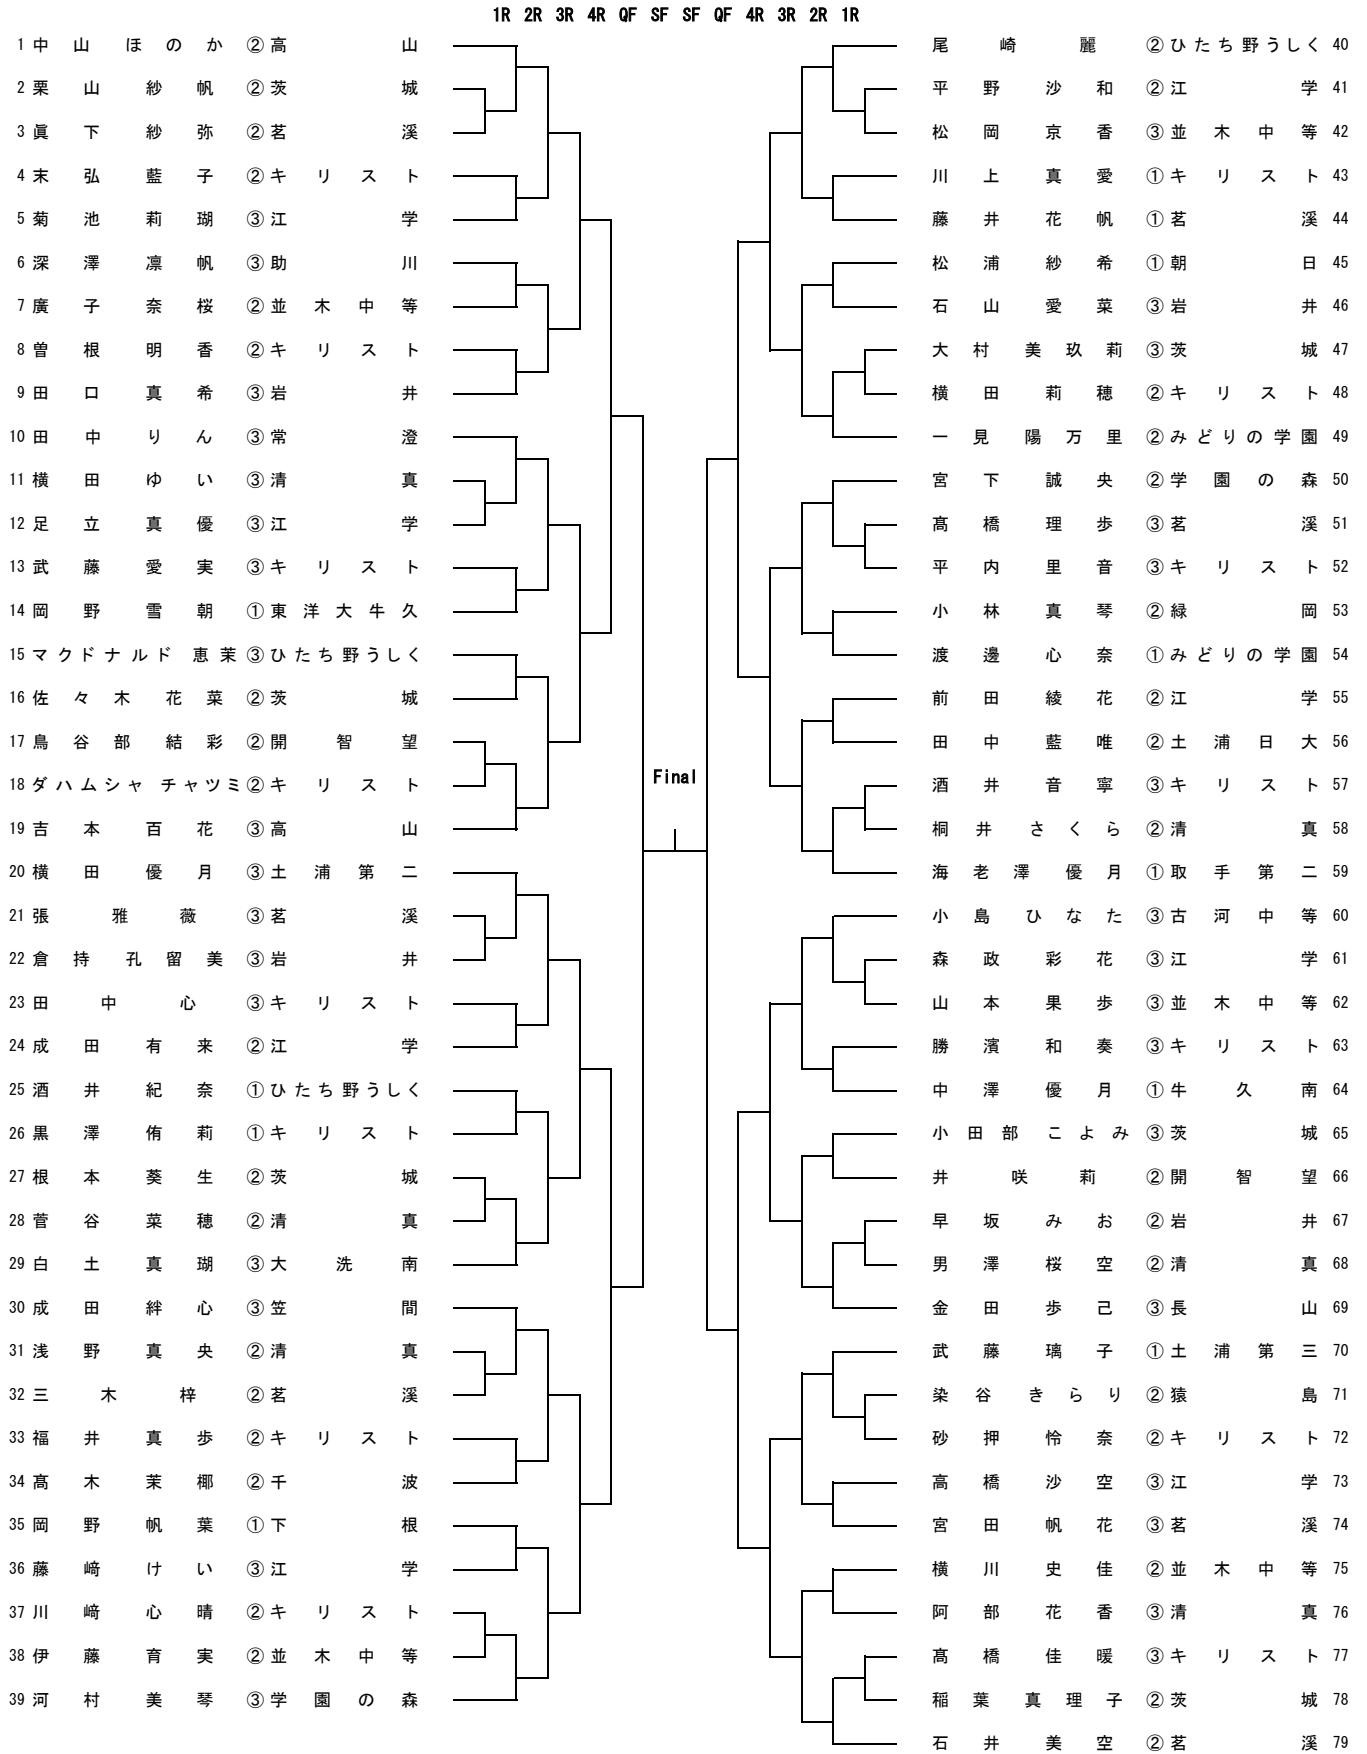 1R 2R 3R 4R QF SF SF QF 4R 3R 2R 1R
1 中山 ほのか ② 高山
2 栗山 紗帆 ② 茨城
3 眞下 紗弥 ② 茗溪
4 末弘 藍子 ② キリスト
5 菊池 莉瑚 ③ 江学
6 深澤 凛帆 ③ 助川
7 廣子 奈桜 ② 並木中等
8 曽根 明香 ② キリスト
9 田口 真希 ③ 岩井
10 田中 りん ③ 常澄
11 横田 ゆい ③ 清真
12 足立 真優 ③ 江学
13 武藤 愛実 ③ キリスト
14 岡野 雪朝 ① 東洋大牛久
15 マクドナルド 恵茉 ③ ひたち野うしく
16 佐々木 花菜 ② 茨城
17 鳥谷部 結彩 ② 開智望
18 ダハムシャ チャツミ ② キリスト
19 吉本 百花 ③ 高山
20 横田 優月 ③ 土浦第二
21 張 雅薇 ③ 茗溪
22 倉持 孔留美 ③ 岩井
23 田中 心 ③ キリスト
24 成田 有来 ② 江学
25 酒井 紀奈 ① ひたち野うしく
26 黒澤 侑莉 ① キリスト
27 根本 葵生 ② 茨城
28 菅谷 菜穂 ② 清真
29 白土 真瑚 ③ 大洗南
30 成田 絆心 ③ 笠間
31 浅野 真央 ② 清真
32 三木 梓 ② 茗溪
33 福井 真歩 ② キリスト
34 髙木 茉椰 ② 千波
35 岡野 帆葉 ① 下根
36 藤﨑 けい ③ 江学
37 川﨑 心晴 ② キリスト
38 伊藤 育実 ② 並木中等
39 河村 美琴 ③ 学園の森
Final
尾崎 麗 ② ひたち野うしく 40
平野 沙和 ② 江学 41
松岡 京香 ③ 並木中等 42
川上 真愛 ① キリスト 43
藤井 花帆 ① 茗溪 44
松浦 紗希 ① 朝日 45
石山 愛菜 ③ 岩井 46
大村 美玖莉 ③ 茨城 47
横田 莉穂 ② キリスト 48
一見 陽万里 ② みどりの学園 49
宮下 誠央 ② 学園の森 50
髙橋 理歩 ③ 茗溪 51
平内 里音 ③ キリスト 52
小林 真琴 ② 緑岡 53
渡邊 心奈 ① みどりの学園 54
前田 綾花 ② 江学 55
田中 藍唯 ② 土浦日大 56
酒井 音寧 ③ キリスト 57
桐井 さくら ② 清真 58
海老澤 優月 ① 取手第二 59
小島 ひなた ③ 古河中等 60
森政 彩花 ③ 江学 61
山本 果歩 ③ 並木中等 62
勝濱 和奏 ③ キリスト 63
中澤 優月 ① 牛久南 64
小田部 こよみ ③ 茨城 65
井 咲莉 ② 開智望 66
早坂 みお ② 岩井 67
男澤 桜空 ② 清真 68
金田 歩己 ③ 長山 69
武藤 璃子 ① 土浦第三 70
染谷 きらり ② 猿島 71
砂押 怜奈 ② キリスト 72
高橋 沙空 ③ 江学 73
宮田 帆花 ③ 茗溪 74
横川 史佳 ② 並木中等 75
阿部 花香 ③ 清真 76
髙橋 佳暖 ③ キリスト 77
稲葉 真理子 ② 茨城 78
石井 美空 ② 茗溪 79